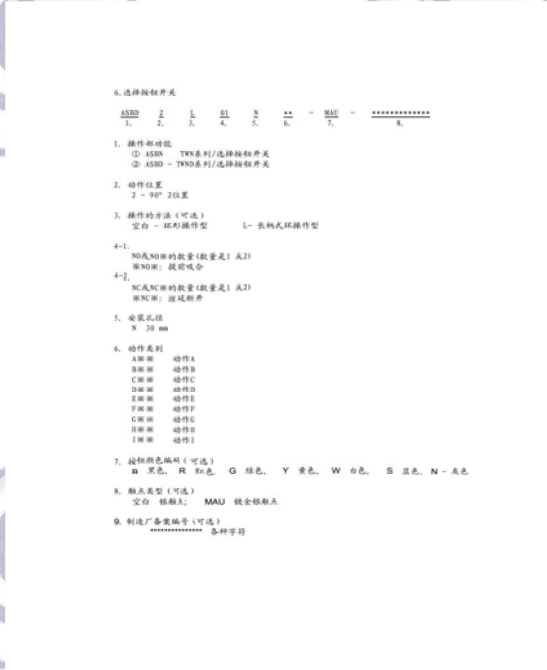 6. 选择按钮开关
ASBD 2 L 01 N ** - MAU - *************
1. 2. 3. 4. 5. 6. 7. 8.
1. 操作部功能
① ASBN TWN系列/选择按钮开关
② ASBD - TWND系列/选择按钮开关
2. 动作位置
2 - 90° 2位置
3. 操作的方法(可选)
空白 - 环形操作型 L- 长柄式环操作型
4-1.
NO或NO※的数量(数量是1 或2)
※NO※: 提前吸合
4-2.
NC或NC※的数量(数量是1 或2)
※NC※: 延迟断开
5. 安装孔径
N 30 mm
6. 动作类别
A※※ 动作A
B※※ 动作B
C※※ 动作C
D※※ 动作D
E※※ 动作E
F※※ 动作F
G※※ 动作G
H※※ 动作H
I※※ 动作I
7. 按钮颜色编码(可选)
B 黑色, R 红色 G 绿色, Y 黄色, W 白色, S 蓝色, N - 灰色
8. 触点类型(可选)
空白 银触点; MAU 镀金银触点
9. 制造厂备案编号(可选)
*************** 各种字符